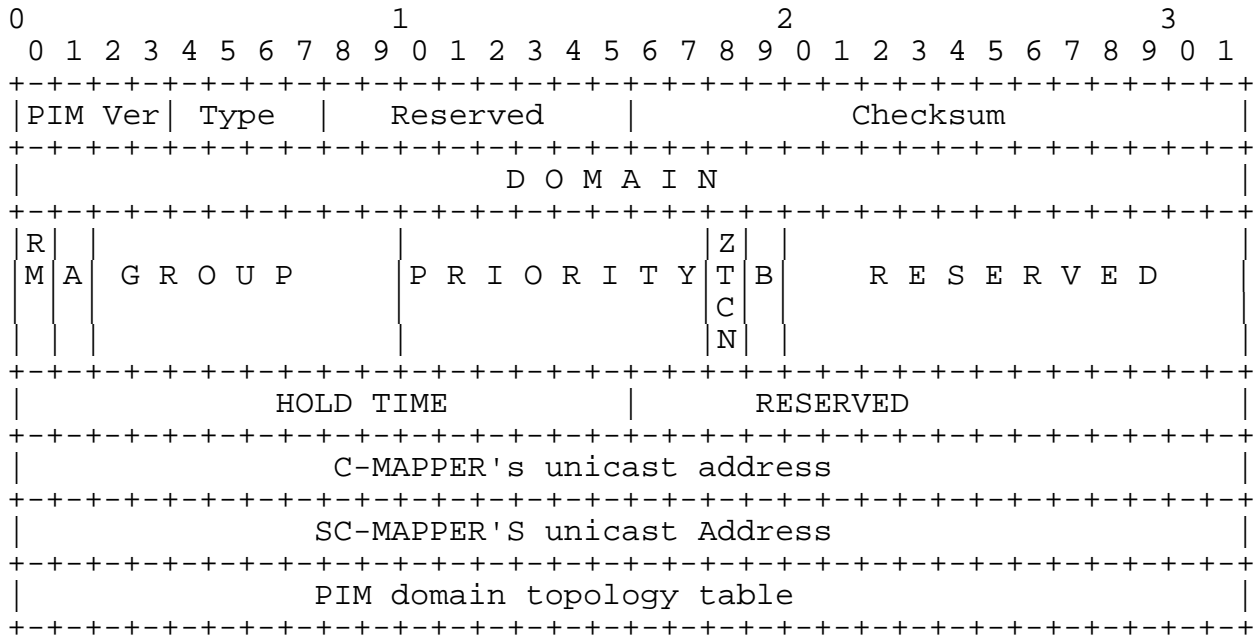 0                   1                   2                   3
 0 1 2 3 4 5 6 7 8 9 0 1 2 3 4 5 6 7 8 9 0 1 2 3 4 5 6 7 8 9 0 1
+-+-+-+-+-+-+-+-+-+-+-+-+-+-+-+-+-+-+-+-+-+-+-+-+-+-+-+-+-+-+-+-+
|PIM Ver| Type  |   Reserved    |           Checksum            |
+-+-+-+-+-+-+-+-+-+-+-+-+-+-+-+-+-+-+-+-+-+-+-+-+-+-+-+-+-+-+-+-+
|                         D O M A I N                           |
+-+-+-+-+-+-+-+-+-+-+-+-+-+-+-+-+-+-+-+-+-+-+-+-+-+-+-+-+-+-+-+-+
|R| |               |               |Z| |                       |
|M|A| G R O U P     |P R I O R I T Y|T|B|    R E S E R V E D    |
| | |               |               |C| |                       |
| | |               |               |N| |                       |
+-+-+-+-+-+-+-+-+-+-+-+-+-+-+-+-+-+-+-+-+-+-+-+-+-+-+-+-+-+-+-+-+
|             HOLD TIME         |      RESERVED                 |
+-+-+-+-+-+-+-+-+-+-+-+-+-+-+-+-+-+-+-+-+-+-+-+-+-+-+-+-+-+-+-+-+
|                C-MAPPER's unicast address                     |
+-+-+-+-+-+-+-+-+-+-+-+-+-+-+-+-+-+-+-+-+-+-+-+-+-+-+-+-+-+-+-+-+
|               SC-MAPPER'S unicast Address                     |
+-+-+-+-+-+-+-+-+-+-+-+-+-+-+-+-+-+-+-+-+-+-+-+-+-+-+-+-+-+-+-+-+
|               PIM domain topology table                       |
+-+-+-+-+-+-+-+-+-+-+-+-+-+-+-+-+-+-+-+-+-+-+-+-+-+-+-+-+-+-+-+-+